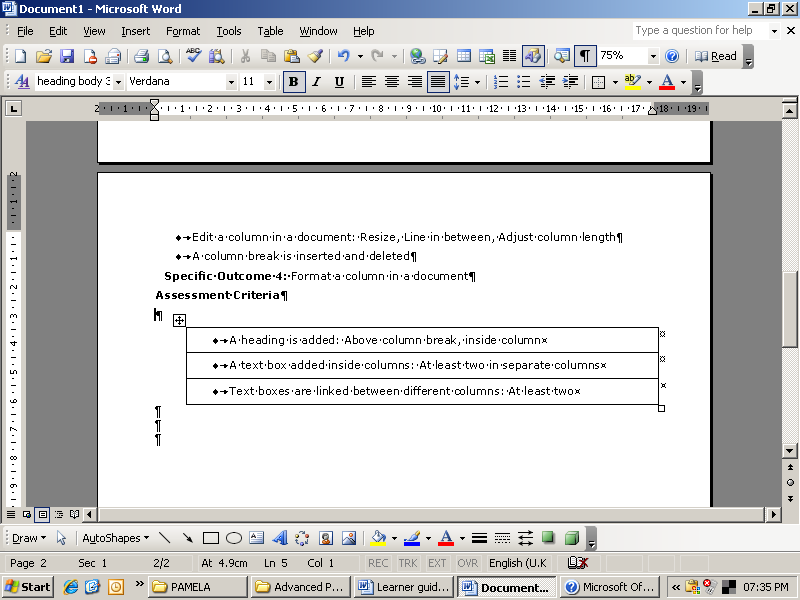 Document1 - Microsoft Word
File Edit View Insert Format Tools Table Window Help Type a question for help
75% Read
heading body 3 Verdana 11 B I U
2 1 1 2 3 4 5 6 7 8 9 10 11 12 13 14 15 16 17 18 19
Edit a column in a document: Resize, Line in between, Adjust column length¶
A column break is inserted and deleted¶
Specific Outcome 4: Format a column in a document¶
Assessment Criteria¶
¶
A heading is added: Above column break, inside column¤
A text box added inside columns: At least two in separate columns¤
Text boxes are linked between different columns: At least two¤
¶
¶
¶
Draw AutoShapes
Page 2 Sec 1 2/2 At 4.9cm Ln 5 Col 1 REC TRK EXT OVR English (U.K
Start PAMELA Advanced P... Learner guid... Document... Microsoft Of... 07:35 PM